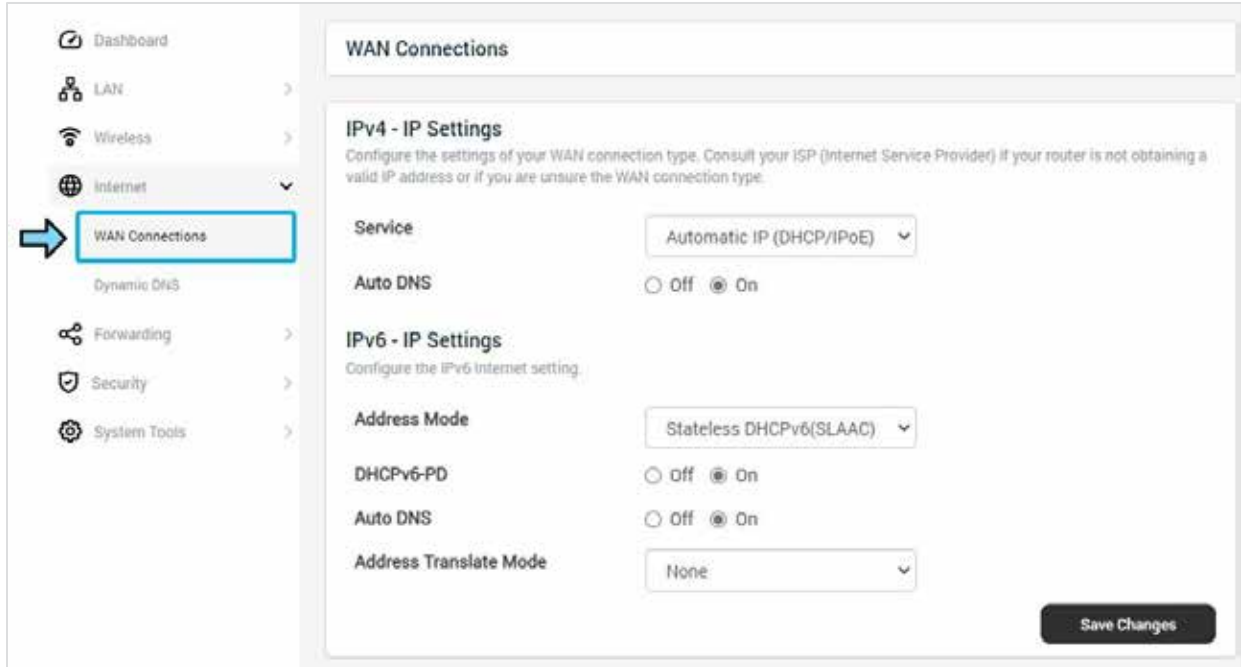 Dashboard
LAN
Wireless
Internet
WAN Connections
Dynamic DNS
Forwarding
Security
System Tools
WAN Connections
IPv4 - IP Settings
Configure the settings of your WAN connection type. Consult your ISP (Internet Service Provider) if your router is not obtaining a
valid IP address or if you are unsure the WAN connection type.
Service
Automatic IP (DHCP/IPoE)
Auto DNS
Off On
IPv6 - IP Settings
Configure the IPv6 Internet setting.
Address Mode
Stateless DHCPv6(SLAAC)
DHCPv6-PD
Off On
Auto DNS
Off On
Address Translate Mode
None
Save Changes